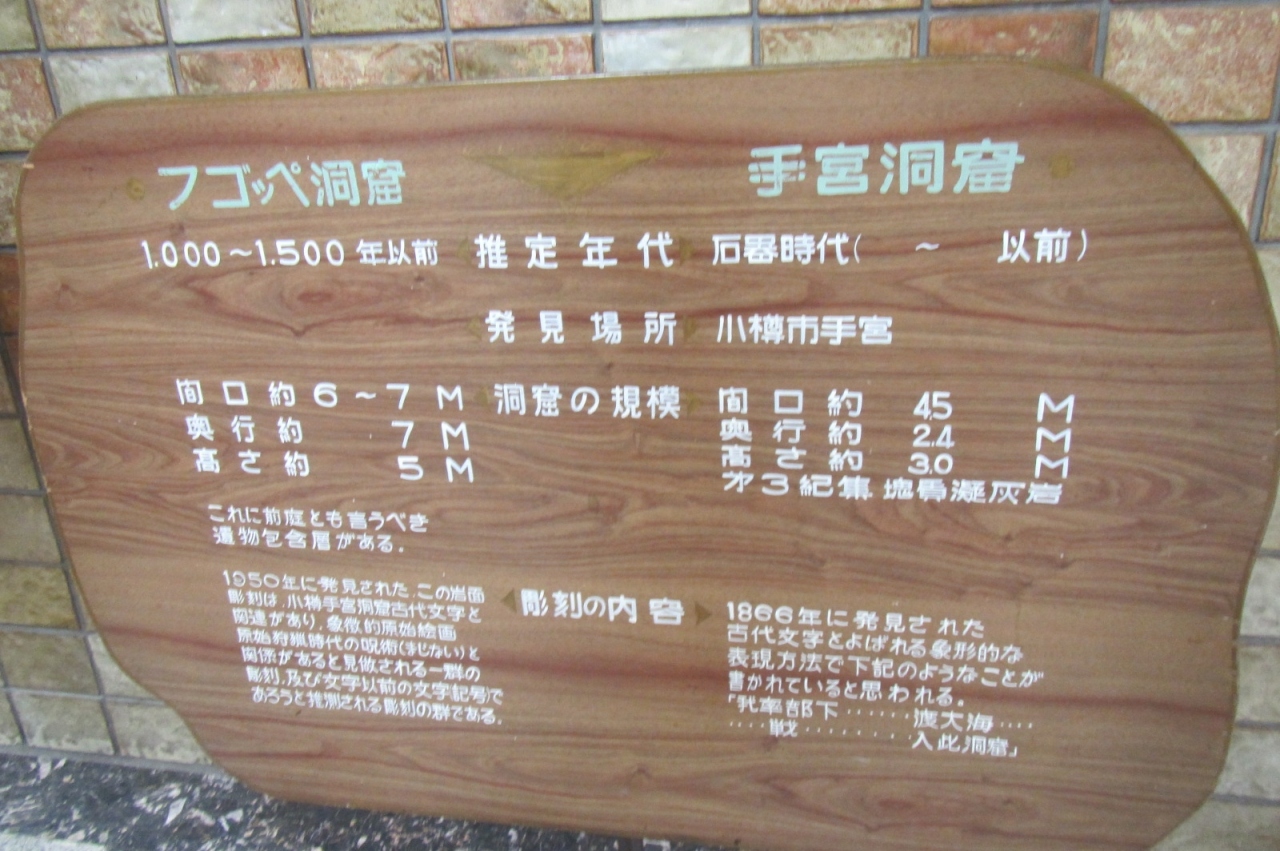 フゴッペ洞窟 手宮洞窟
1.000～1.500 年以前 推定年代 石器時代( ～ 以前)
発見場所 小樽市手宮
間口約6～7M 洞窟の規模 間口約 4.5 M
奥行約 7M 奥行約 2.4 M
高さ約 5M 高さ約 3.0 M
才3紀集塊質凝灰岩
これに前庭とも言うべき
遺物包含層がある.
1950年に発見された.この岩面
彫刻は.小樽手宮洞窟古代文字と
関連があり.象徴的原始絵画
原始狩猟時代の呪術(まじない)と
関係があると見做される一群の
彫刻.及び文字以前の文字記号)で
あろうと推測される彫刻の群である.
彫刻の内容
1866年に発見された
古代文字とよばれる象形的な
表現方法で下記のようなことが
書かれていると思われる。
「我率部下‥‥‥渡大海‥‥
‥‥戦‥‥‥‥入此洞窟」